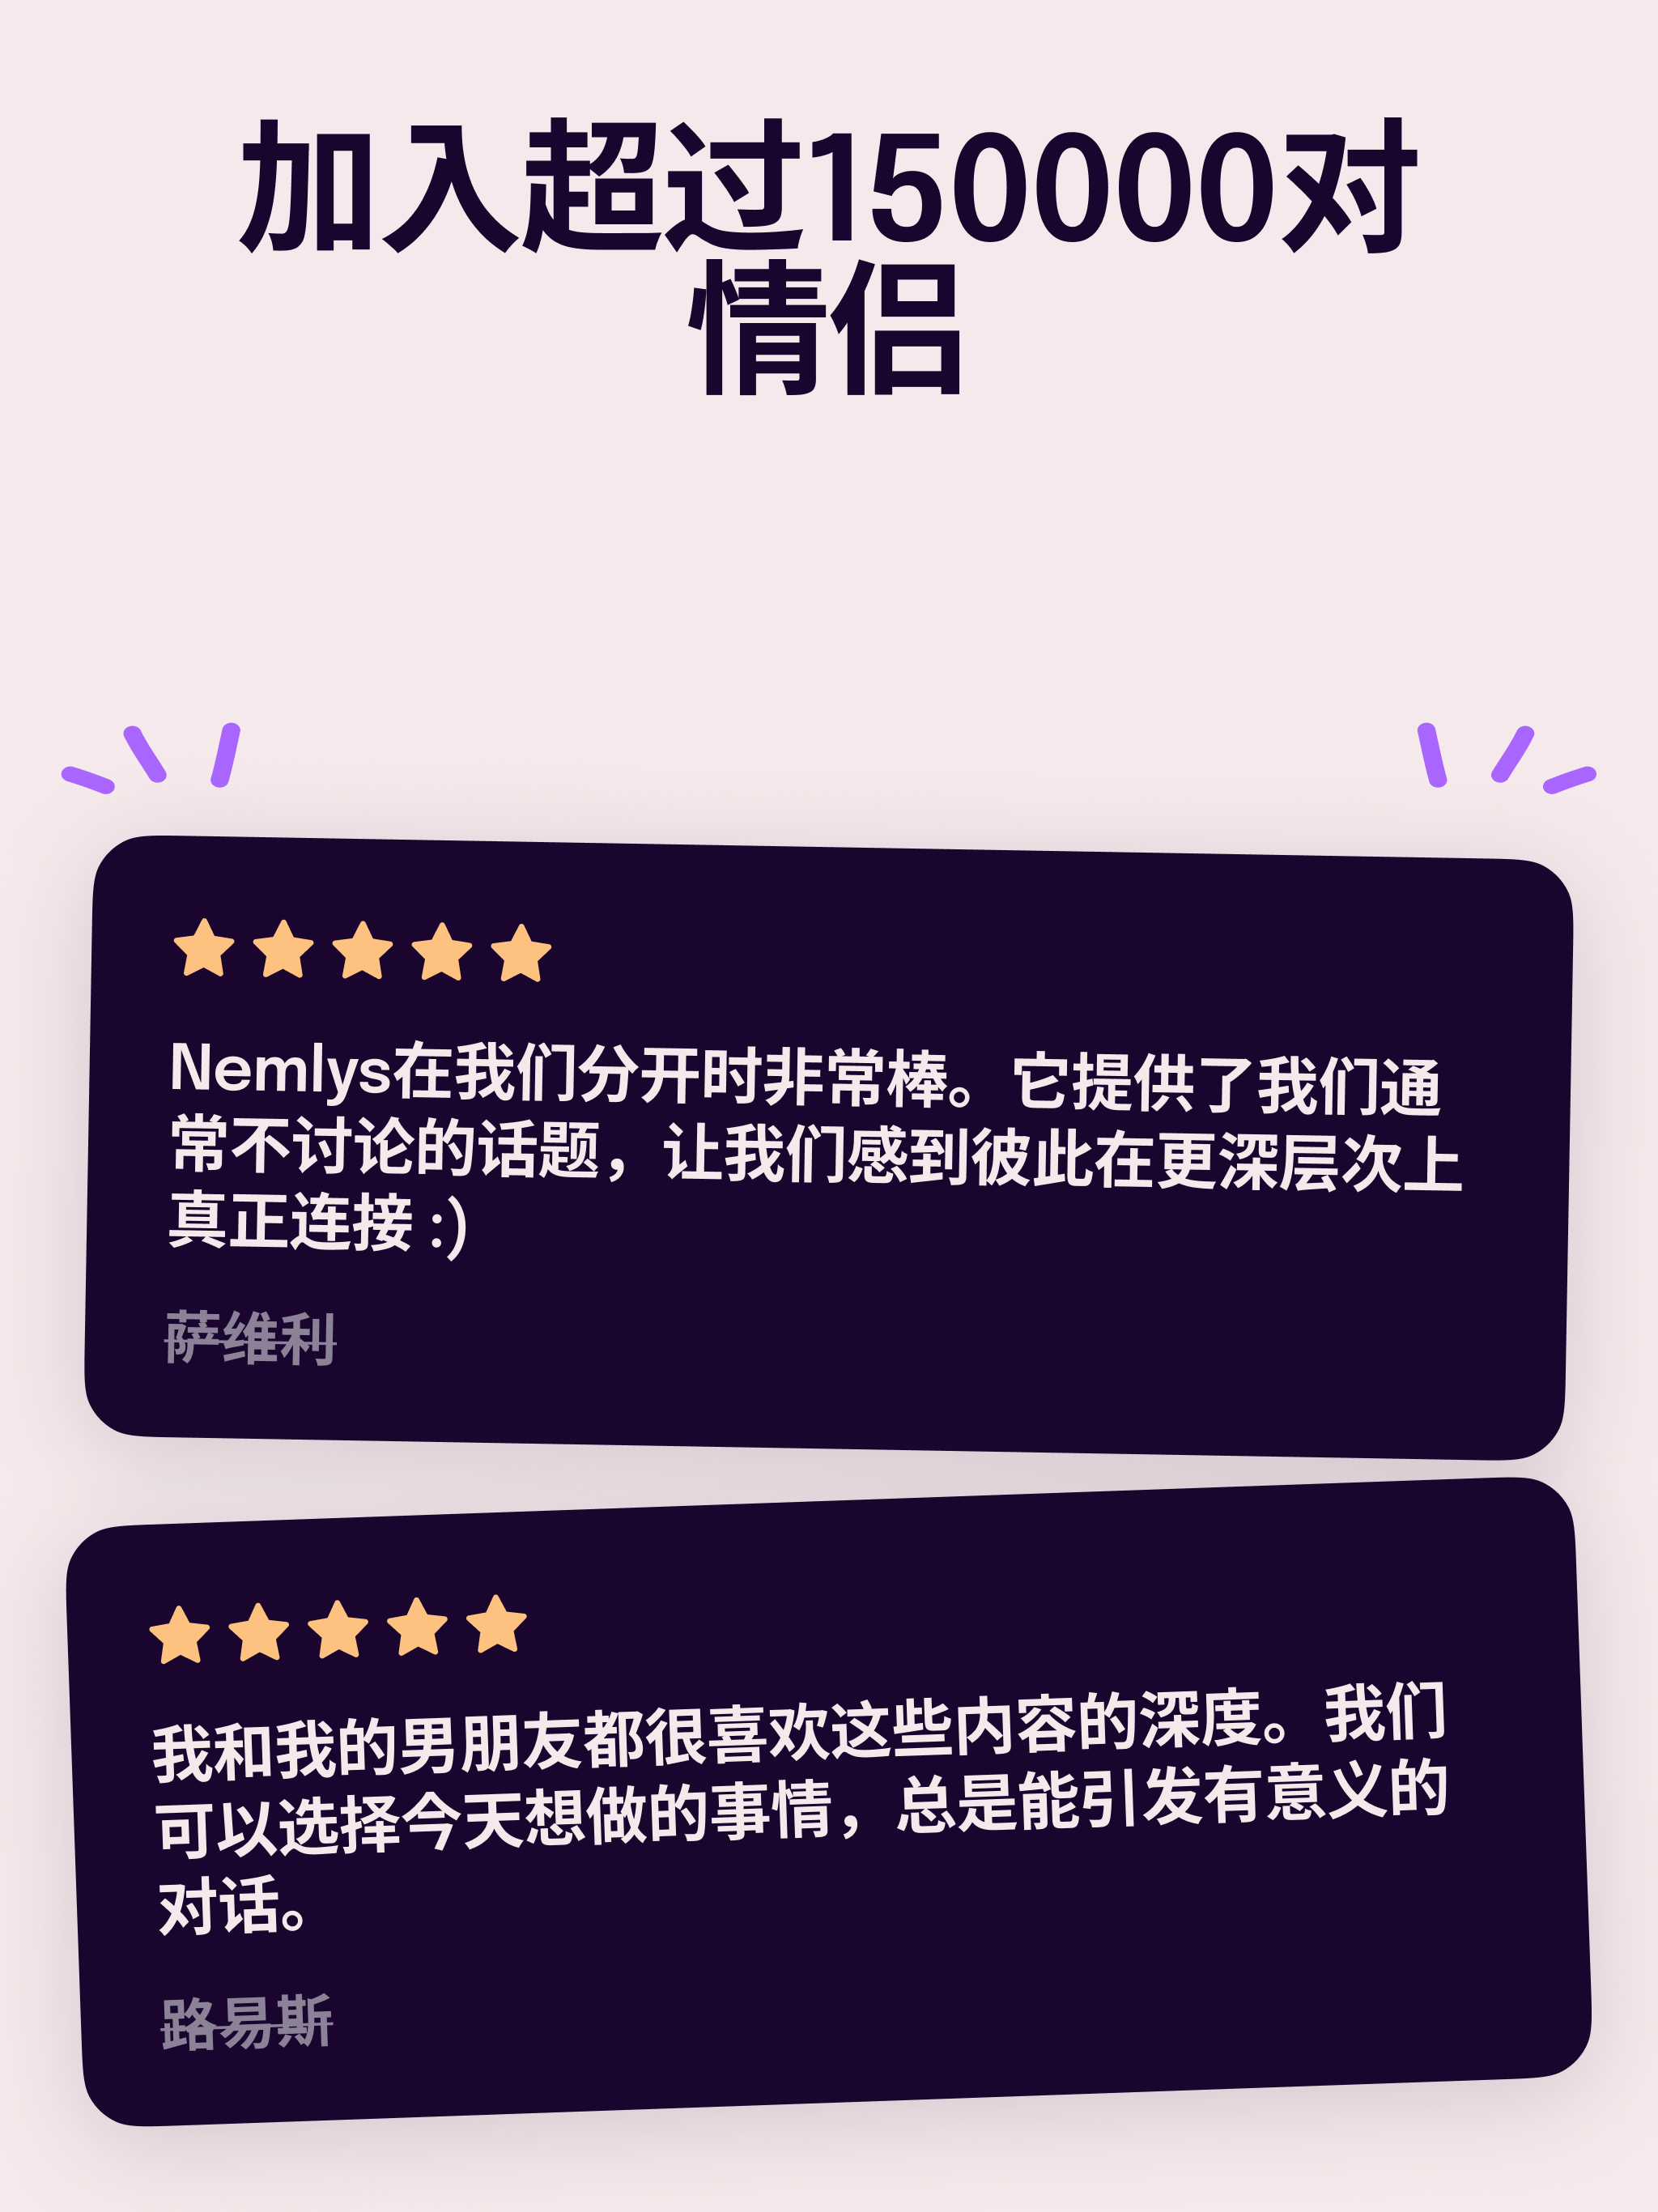 加入超过150000对
情侣
Nemlys在我们分开时非常棒。它提供了我们通
常不讨论的话题，让我们感到彼此在更深层次上
真正连接 :)
萨维利
我和我的男朋友都很喜欢这些内容的深度。我们
可以选择今天想做的事情，总是能引发有意义的
对话。
路易斯